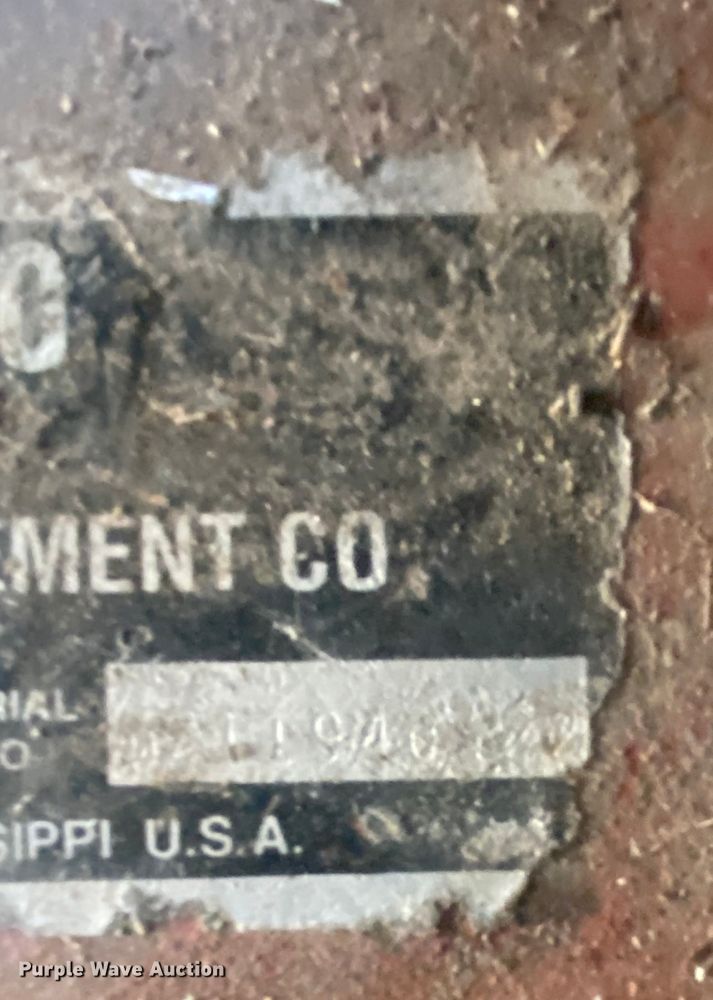 O
EMENT CO
RIAL
O
SIPPI U.S.A.
Purple Wave Auction